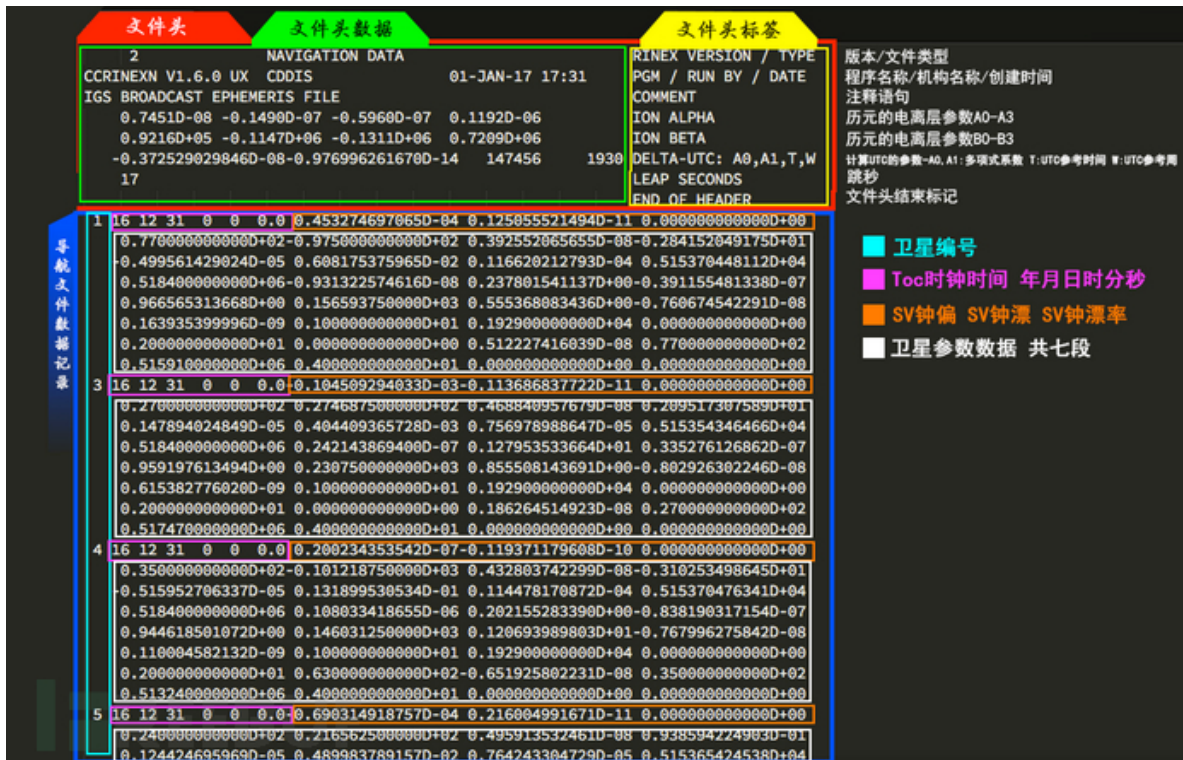 文件头 文件头数据 文件头标签
2 NAVIGATION DATA RINEX VERSION / TYPE 版本/文件类型
CCRINEXN V1.6.0 UX CDDIS 01-JAN-17 17:31 PGM / RUN BY / DATE 程序名称/机构名称/创建时间
IGS BROADCAST EPHEMERIS FILE COMMENT 注释语句
0.7451D-08 -0.1490D-07 -0.5960D-07 0.1192D-06 ION ALPHA 历元的电离层参数A0-A3
0.9216D+05 -0.1147D+06 -0.1311D+06 0.7209D+06 ION BETA 历元的电离层参数B0-B3
-0.372529029846D-08-0.976996261670D-14 147456 1930 DELTA-UTC: A0,A1,T,W 计算UTC的参数-A0,A1:多项式系数 T:UTC参考时间 W:UTC参考周
17 LEAP SECONDS 跳秒
END OF HEADER 文件头结束标记
导航文件数据记录
1 16 12 31 0 0 0.0 0.453274697065D-04 0.125055521494D-11 0.000000000000D+00
0.770000000000D+02-0.975000000000D+02 0.392552065655D-08-0.284152049175D+01
-0.499561429024D-05 0.608175375965D-02 0.116620212793D-04 0.515370448112D+04
0.518400000000D+06-0.931322574616D-08 0.237801541137D+00-0.391155481338D-07
0.966565313668D+00 0.156593750000D+03 0.555368083436D+00-0.760674542291D-08
0.163935399996D-09 0.100000000000D+01 0.192900000000D+04 0.000000000000D+00
0.200000000000D+01 0.000000000000D+00 0.512227416039D-08 0.770000000000D+02
0.515910000000D+06 0.400000000000D+01 0.000000000000D+00 0.000000000000D+00
3 16 12 31 0 0 0.0-0.104509294033D-03-0.113686837722D-11 0.000000000000D+00
0.270000000000D+02 0.274687500000D+02 0.468840957679D-08 0.209517307589D+01
0.147894024849D-05 0.404409365728D-03 0.756978988647D-05 0.515354346466D+04
0.518400000000D+06 0.242143869400D-07 0.127953533664D+01 0.335276126862D-07
0.959197613494D+00 0.230750000000D+03 0.855508143691D+00-0.802926302246D-08
0.615382776020D-09 0.100000000000D+01 0.192900000000D+04 0.000000000000D+00
0.200000000000D+01 0.000000000000D+00 0.186264514923D-08 0.270000000000D+02
0.517470000000D+06 0.400000000000D+01 0.000000000000D+00 0.000000000000D+00
4 16 12 31 0 0 0.0 0.200234353542D-07-0.119371179608D-10 0.000000000000D+00
0.350000000000D+02-0.101218750000D+03 0.432803742299D-08-0.310253498645D+01
-0.515952706337D-05 0.131899530534D-01 0.114478170872D-04 0.515370476341D+04
0.518400000000D+06 0.108033418655D-06 0.202155283390D+00-0.838190317154D-07
0.944618501072D+00 0.146031250000D+03 0.120693989803D+01-0.767996275842D-08
0.110004582132D-09 0.100000000000D+01 0.192900000000D+04 0.000000000000D+00
0.200000000000D+01 0.630000000000D+02-0.651925802231D-08 0.350000000000D+02
0.513240000000D+06 0.400000000000D+01 0.000000000000D+00 0.000000000000D+00
5 16 12 31 0 0 0.0-0.690314918757D-04 0.216004991671D-11 0.000000000000D+00
0.240000000000D+02 0.216562500000D+02 0.495913532461D-08 0.938594224903D-01
0.124424695969D-05 0.489983789157D-02 0.764243304729D-05 0.515365424538D+04
卫星编号
Toc时钟时间 年月日时分秒
SV钟偏 SV钟漂 SV钟漂率
卫星参数数据 共七段